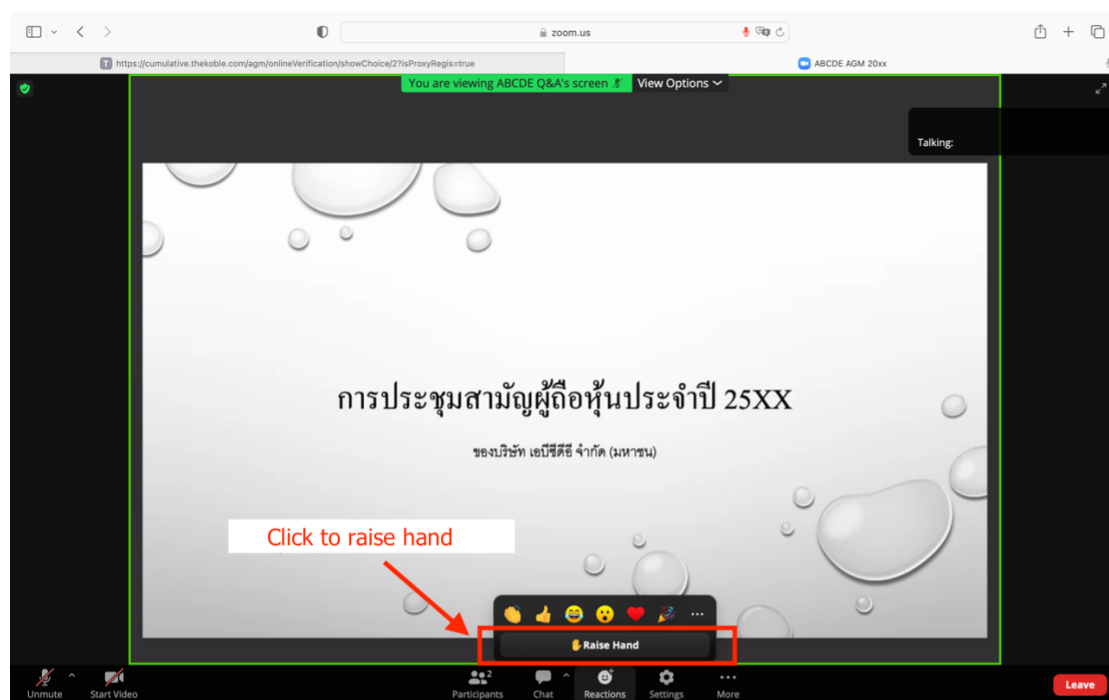 zoom.us
T https://cumulative.thekoble.com/agm/onlineVerification/showChoice/2?isProxyRegis=true
ABCDE AGM 20xx
You are viewing ABCDE Q&A's screen
View Options
Talking:
การประชุมสามัญผู้ถือหุ้นประจำปี 25XX
ของบริษัท เอบีซีดีอี จำกัด (มหาชน)
Click to raise hand
Raise Hand
2
Unmute
Start Video
Participants
Chat
Reactions
Settings
More
Leave